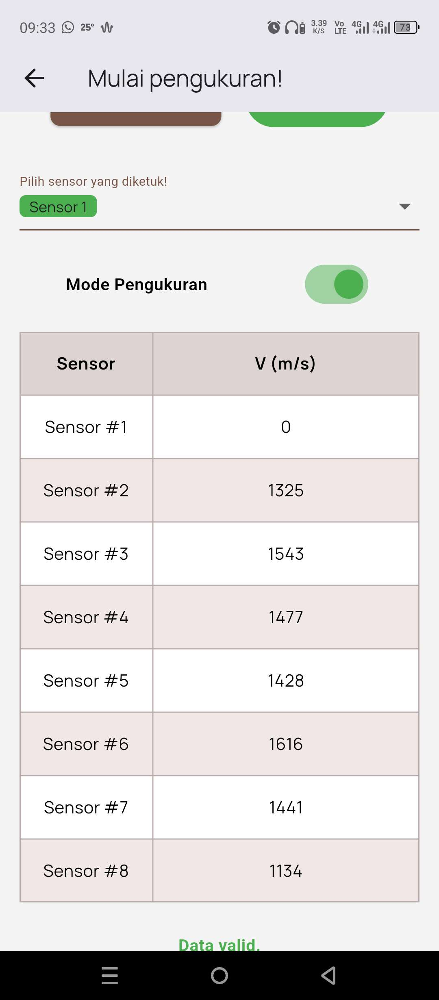 09:33 25° 3.39 K/S Vo LTE 4G 4G 73
Mulai pengukuran!
Pilih sensor yang diketuk!
Sensor 1
Mode Pengukuran
Sensor V (m/s)
Sensor #1 0
Sensor #2 1325
Sensor #3 1543
Sensor #4 1477
Sensor #5 1428
Sensor #6 1616
Sensor #7 1441
Sensor #8 1134
Data valid.